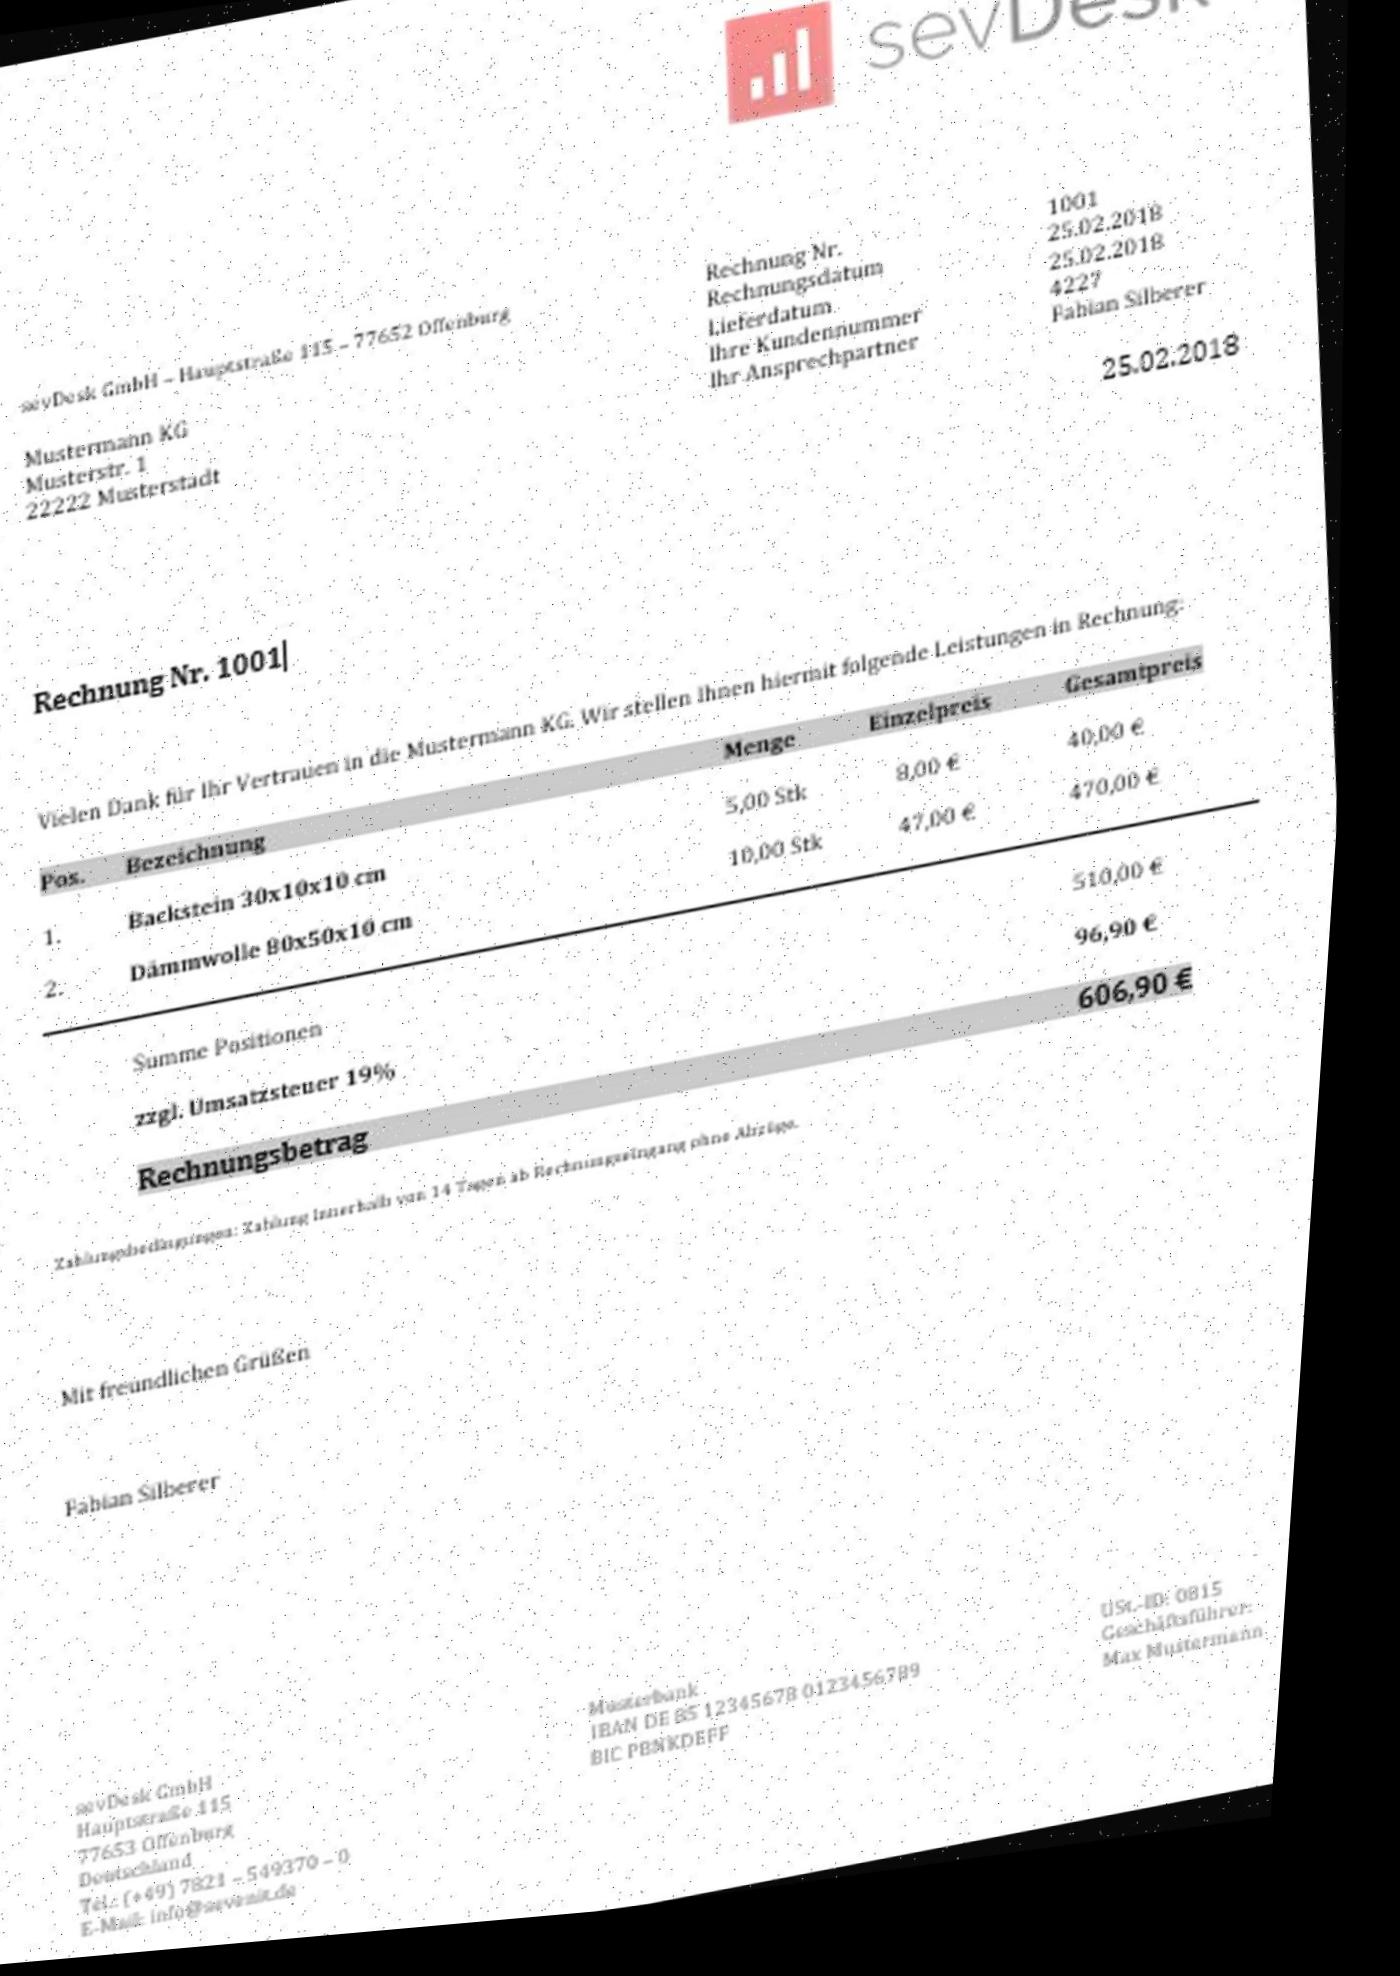 sevDesk
Rechnung Nr. 1001
Rechnungsdatum 25.02.2018
Lieferdatum 25.02.2018
Ihre Kundennummer 4227
Ihr Ansprechpartner Fabian Silberer
25.02.2018
sevDesk GmbH – Hauptstraße 115 – 77652 Offenburg
Mustermann KG
Musterstr. 1
22222 Musterstadt
Rechnung Nr. 1001
Vielen Dank für Ihr Vertrauen in die Mustermann KG. Wir stellen Ihnen hiermit folgende Leistungen in Rechnung:
Pos. Bezeichnung Menge Einzelpreis Gesamtpreis
1. Backstein 30x10x10 cm 5,00 Stk 8,00 € 40,00 €
2. Dämmwolle 80x50x10 cm 10,00 Stk 47,00 € 470,00 €
Summe Positionen 510,00 €
zzgl. Umsatzsteuer 19% 96,90 €
Rechnungsbetrag 606,90 €
Zahlungsbedingungen: Zahlung innerhalb von 14 Tagen ab Rechnungseingang ohne Abzüge.
Mit freundlichen Grüßen
Fabian Silberer
sevDesk GmbH
Hauptstraße 115
77653 Offenburg
Deutschland
Tel.: (+49) 7821 – 549370 – 0
E-Mail: info@sevenit.de
Musterbank
IBAN DE 85 12345678 0123456789
BIC PBNKDEFF
USt.-ID: 0815
Geschäftsführer:
Max Mustermann